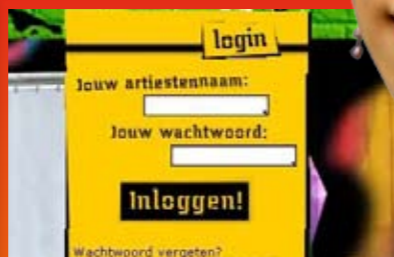 login
Jouw artiestennaam:
Jouw wachtwoord:
Inloggen!
Wachtwoord vergeten?